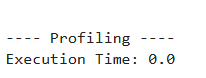 ---- Profiling ----
Execution Time: 0.0